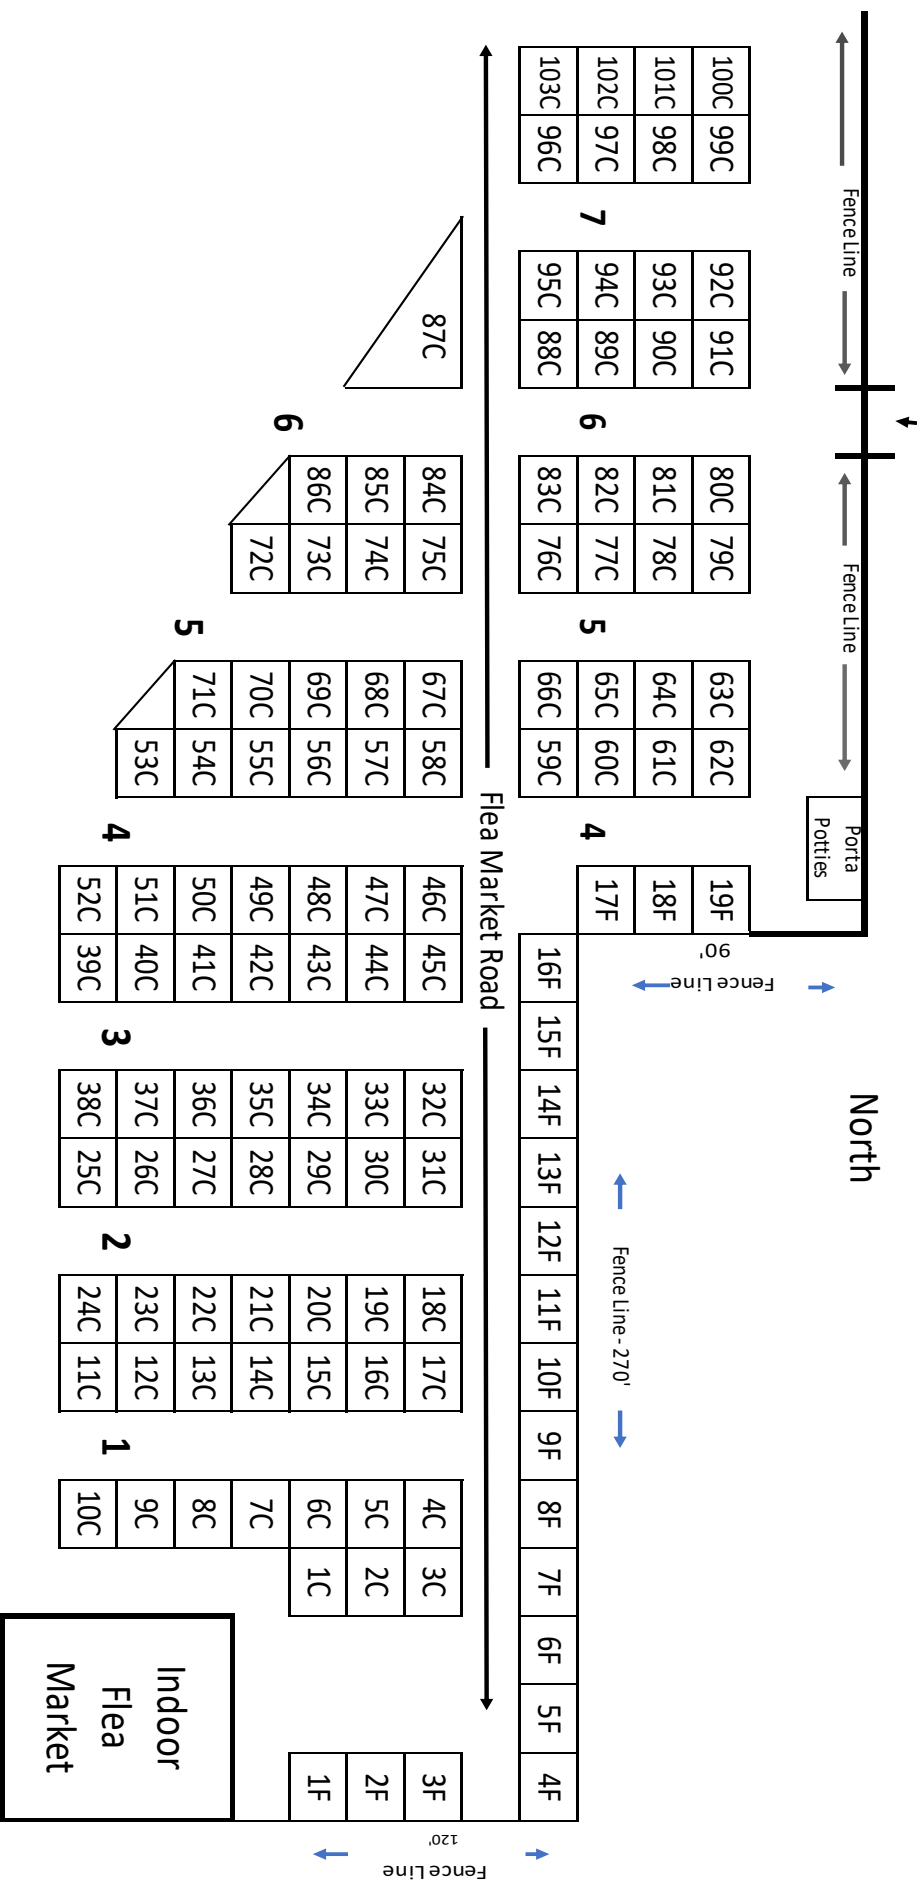 Fence Line Fence Line Porta North
Potties
100C 99C 92C 91C 80C 79C 63C 62C 19F 90'
Fence Line
101C 98C 93C 90C 81C 78C 64C 61C 18F
102C 97C 7 94C 89C 6 82C 77C 5 65C 60C 4 17F Fence Line - 270'
103C 96C 95C 88C 83C 76C 66C 59C 16F 15F 14F 13F 12F 11F 10F 9F 8F 7F 6F 5F 4F
Flea Market Road
87C 84C 75C 67C 58C 46C 45C 32C 31C 18C 17C 4C 3C 3F 120'
Fence Line
85C 74C 68C 57C 47C 44C 33C 30C 19C 16C 5C 2C 2F
6 86C 73C 69C 56C 48C 43C 34C 29C 20C 15C 6C 1C 1F
72C 70C 55C 49C 42C 35C 28C 21C 14C 7C
5 71C 54C 50C 41C 36C 27C 22C 13C 8C Indoor
53C 4 51C 40C 3 37C 26C 2 23C 12C 1 9C Flea
52C 39C 38C 25C 24C 11C 10C Market